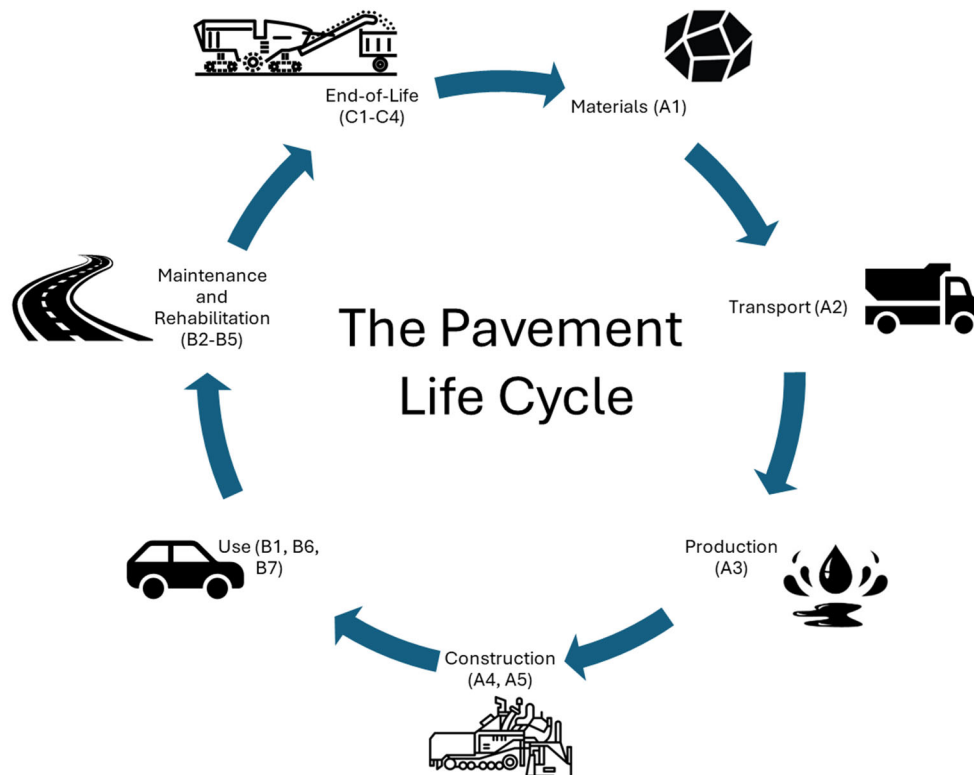 The Pavement
Life Cycle
Materials (A1)
Transport (A2)
Production
(A3)
Construction
(A4, A5)
Use (B1, B6,
B7)
Maintenance
and
Rehabilitation
(B2-B5)
End-of-Life
(C1-C4)